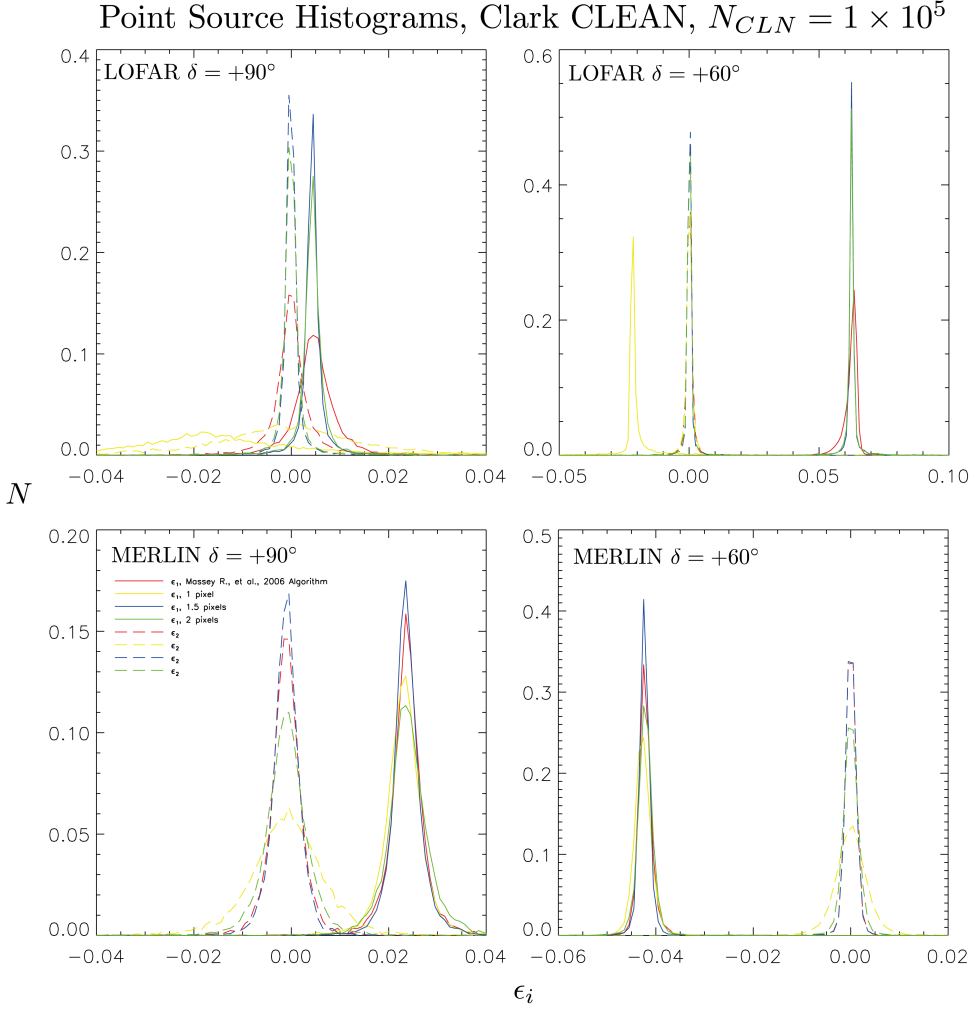 Point Source Histograms, Clark CLEAN, N_{CLN} = 1 × 10^5
LOFAR δ = +90°
0.4
0.3
0.2
0.1
0.0
−0.04 −0.02 0.00 0.02 0.04
LOFAR δ = +60°
0.6
0.4
0.2
0.0
−0.05 0.00 0.05 0.10
N
MERLIN δ = +90°
0.20
0.15
0.10
0.05
0.00
ϵ₁, Massey R., et al., 2006 Algorithm
ϵ₁, 1 pixel
ϵ₁, 1.5 pixels
ϵ₁, 2 pixels
ϵ₂
ϵ₂
ϵ₂
ϵ₂
−0.04 −0.02 0.00 0.02 0.04
MERLIN δ = +60°
0.5
0.4
0.3
0.2
0.1
0.0
−0.06 −0.04 −0.02 0.00 0.02
ϵ_i